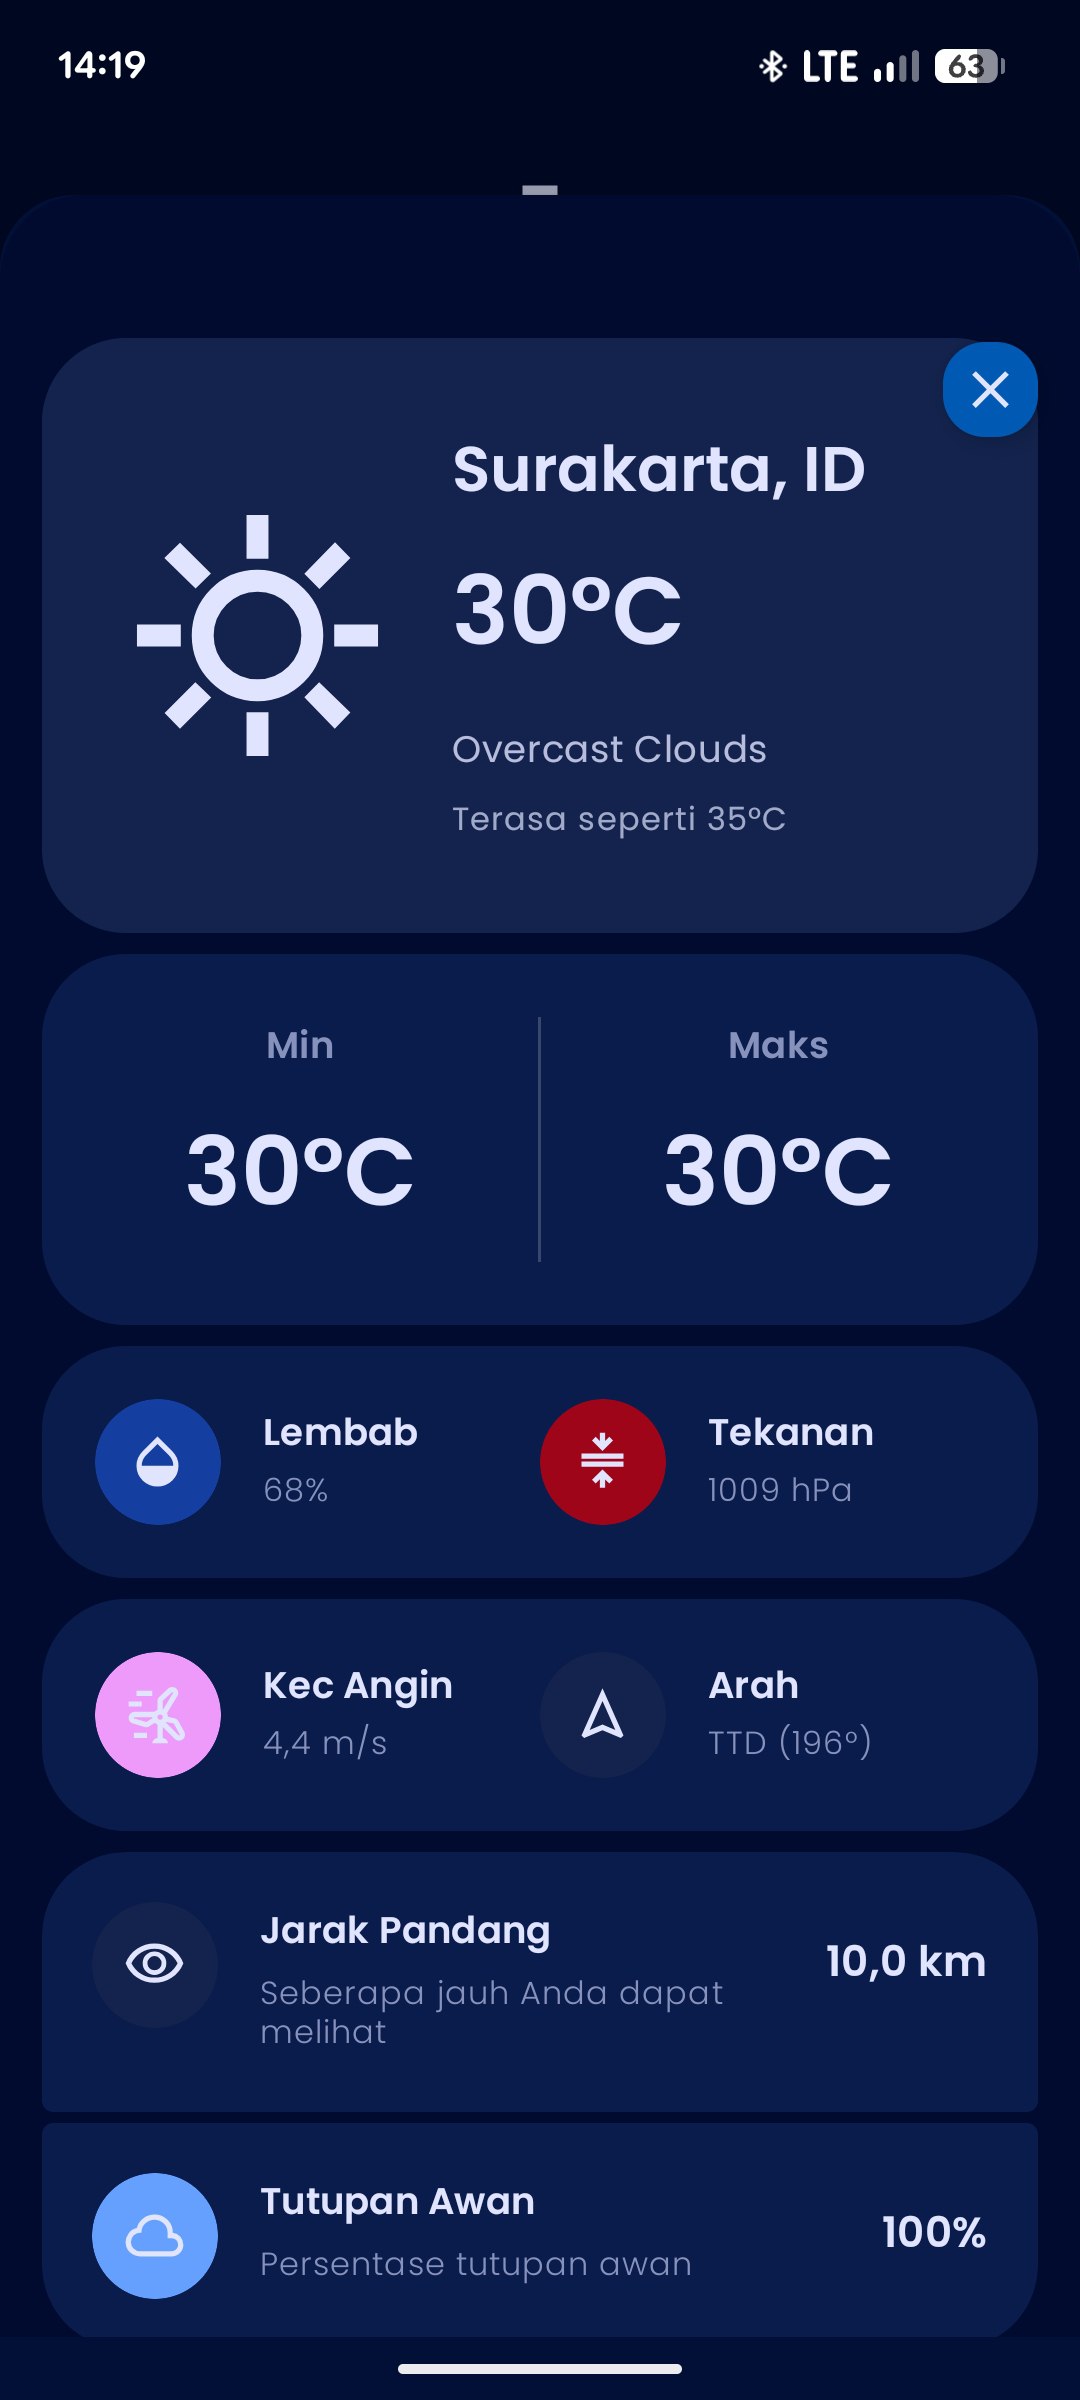 14:19
LTE
63
Surakarta, ID
30°C
Overcast Clouds
Terasa seperti 35°C
Min
Maks
30°C
30°C
Lembab
68%
Tekanan
1009 hPa
Kec Angin
4,4 m/s
Arah
TTD (196°)
Jarak Pandang
Seberapa jauh Anda dapat
melihat
10,0 km
Tutupan Awan
Persentase tutupan awan
100%